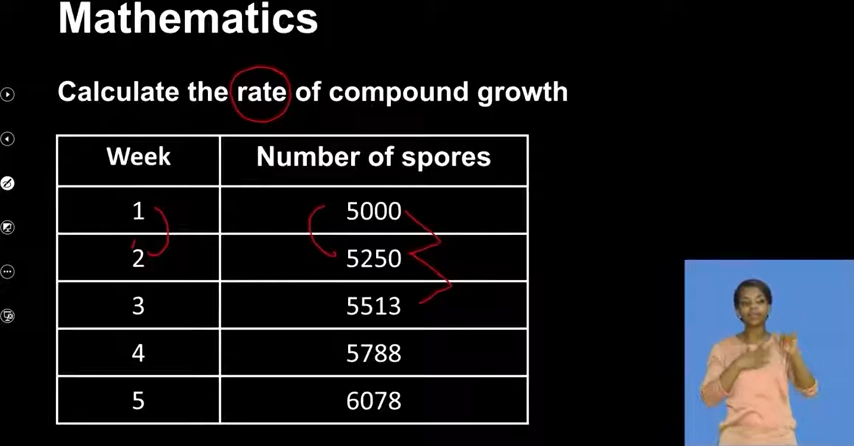 Mathematics
Calculate the rate of compound growth
Week Number of spores
1 5000
2 5250
3 5513
4 5788
5 6078